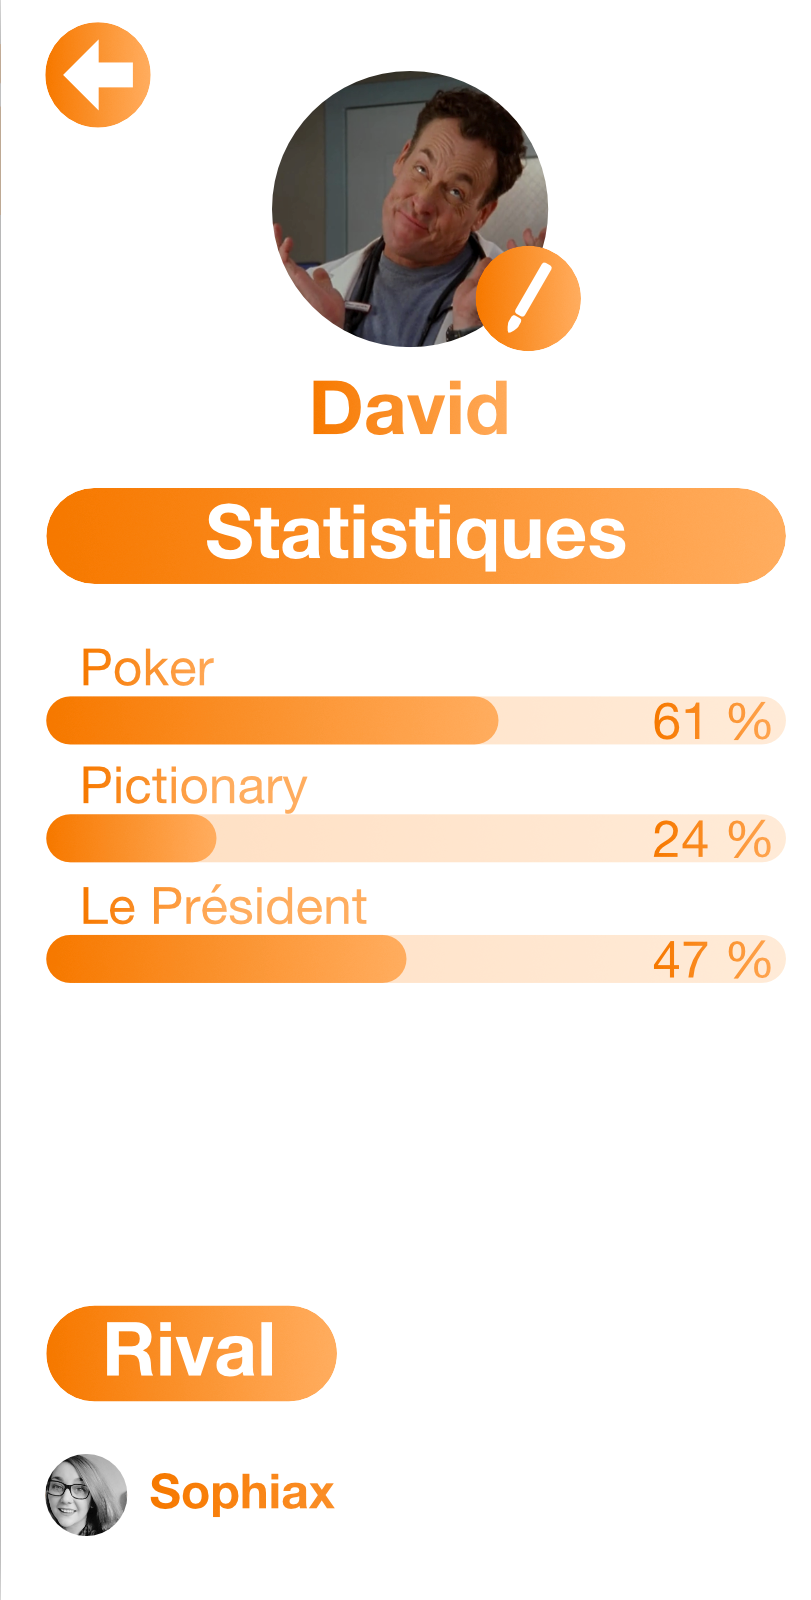 David
Statistiques
Poker
61 %
Pictionary
24 %
Le Président
47 %
Rival
Sophiax